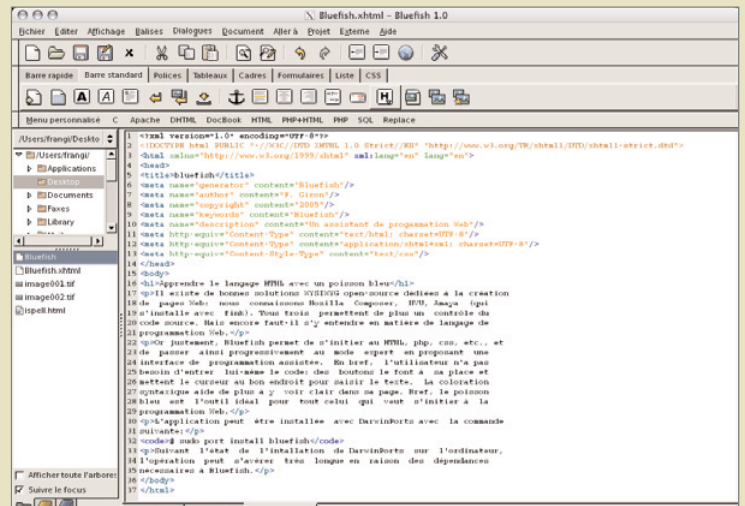 Bluefish.xhtml - Bluefish 1.0
Fichier Éditer Affichage Balises Dialogues Document Aller à Projet Externe Aide
Barre rapide Barre standard Polices Tableaux Cadres Formulaires Liste CSS
Menu personnalisé C Apache DHTML DocBook HTML PHP+HTML PHP SQL Replace
/Users/frangi/Deskto
/Users/frangi/
Applications
Desktop
Documents
Faxes
Library
Bluefish
Bluefish.xhtml
image001.tif
image002.tif
ispell.html
Afficher toute l'arbores
Suivre le focus
1 <?xml version="1.0" encoding="UTF-8"?>
2 <!DOCTYPE html PUBLIC "-//W3C//DTD XHTML 1.0 Strict//EN" "http://www.w3.org/TR/xhtml1/DTD/xhtml1-strict.dtd">
3 <html xmlns="http://www.w3.org/1999/xhtml" xml:lang="en" lang="en">
4 <head>
5 <title>bluefish</title>
6 <meta name="generator" content="Bluefish"/>
7 <meta name="author" content="F. Giron"/>
8 <meta name="copyright" content="2005"/>
9 <meta name="keywords" content="Bluefish"/>
10 <meta name="description" content="Un assistant de progammation Web"/>
11 <meta http-equiv="Content-Type" content="text/html; charset=UTF-8"/>
12 <meta http-equiv="Content-Type" content="application/xhtml+xml; charset=UTF-8"/>
13 <meta http-equiv="Content-Style-Type" content="text/css"/>
14 </head>
15 <body>
16 <h1>Apprendre le langage HTML avec un poisson bleu</h1>
17 <p>Il existe de bonnes solutions WYSIWYG open-source dédiées à la création
18 de pages Web: nous connaissons Mozilla Composer, NVU, Amaya (qui
19 s'installe avec fink). Tous trois permettent de plus un contrôle du
20 code source. Mais encore faut-il s'y entendre en matière de langage de
21 programmation Web.</p>
22 <p>Or justement, Bluefish permet de s'initier au HTML, php, css, etc., et
23 de passer ainsi progressivement au mode expert en proposant une
24 interface de programmation assistée. En bref, l'utilisateur n'a pas
25 besoin d'entrer lui-même le code: des boutons le font à sa place et
26 mettent le curseur au bon endroit pour saisir le texte. La coloration
27 syntaxique aide de plus à y voir clair dans sa page. Bref, le poisson
28 bleu est l'outil idéal pour tout celui qui veut s'initier à la
29 programmation Web.</p>
30 <p>L'application peut être installée avec DarwinPorts avec la commande
31 suivante:</p>
32 <code>$ sudo port install bluefish</code>
33 <p>Suivant l'état de l'intallation de DarwinPorts sur l'ordinateur,
34 l'opération peut s'avérer très longue en raison des dépendances
35 nécessaires à Bluefish.</p>
36 </body>
37 </html>